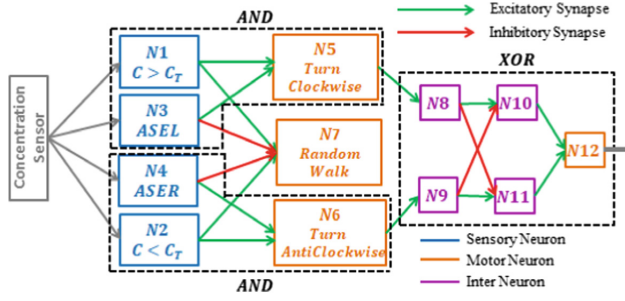 AND
Excitatory Synapse
Inhibitory Synapse
XOR
Concentration
Sensor
N1
C > C_T
N3
ASEL
N4
ASER
N2
C < C_T
N5
Turn
Clockwise
N7
Random
Walk
N6
Turn
AntiClockwise
N8
N10
N12
N9
N11
AND
Sensory Neuron
Motor Neuron
Inter Neuron